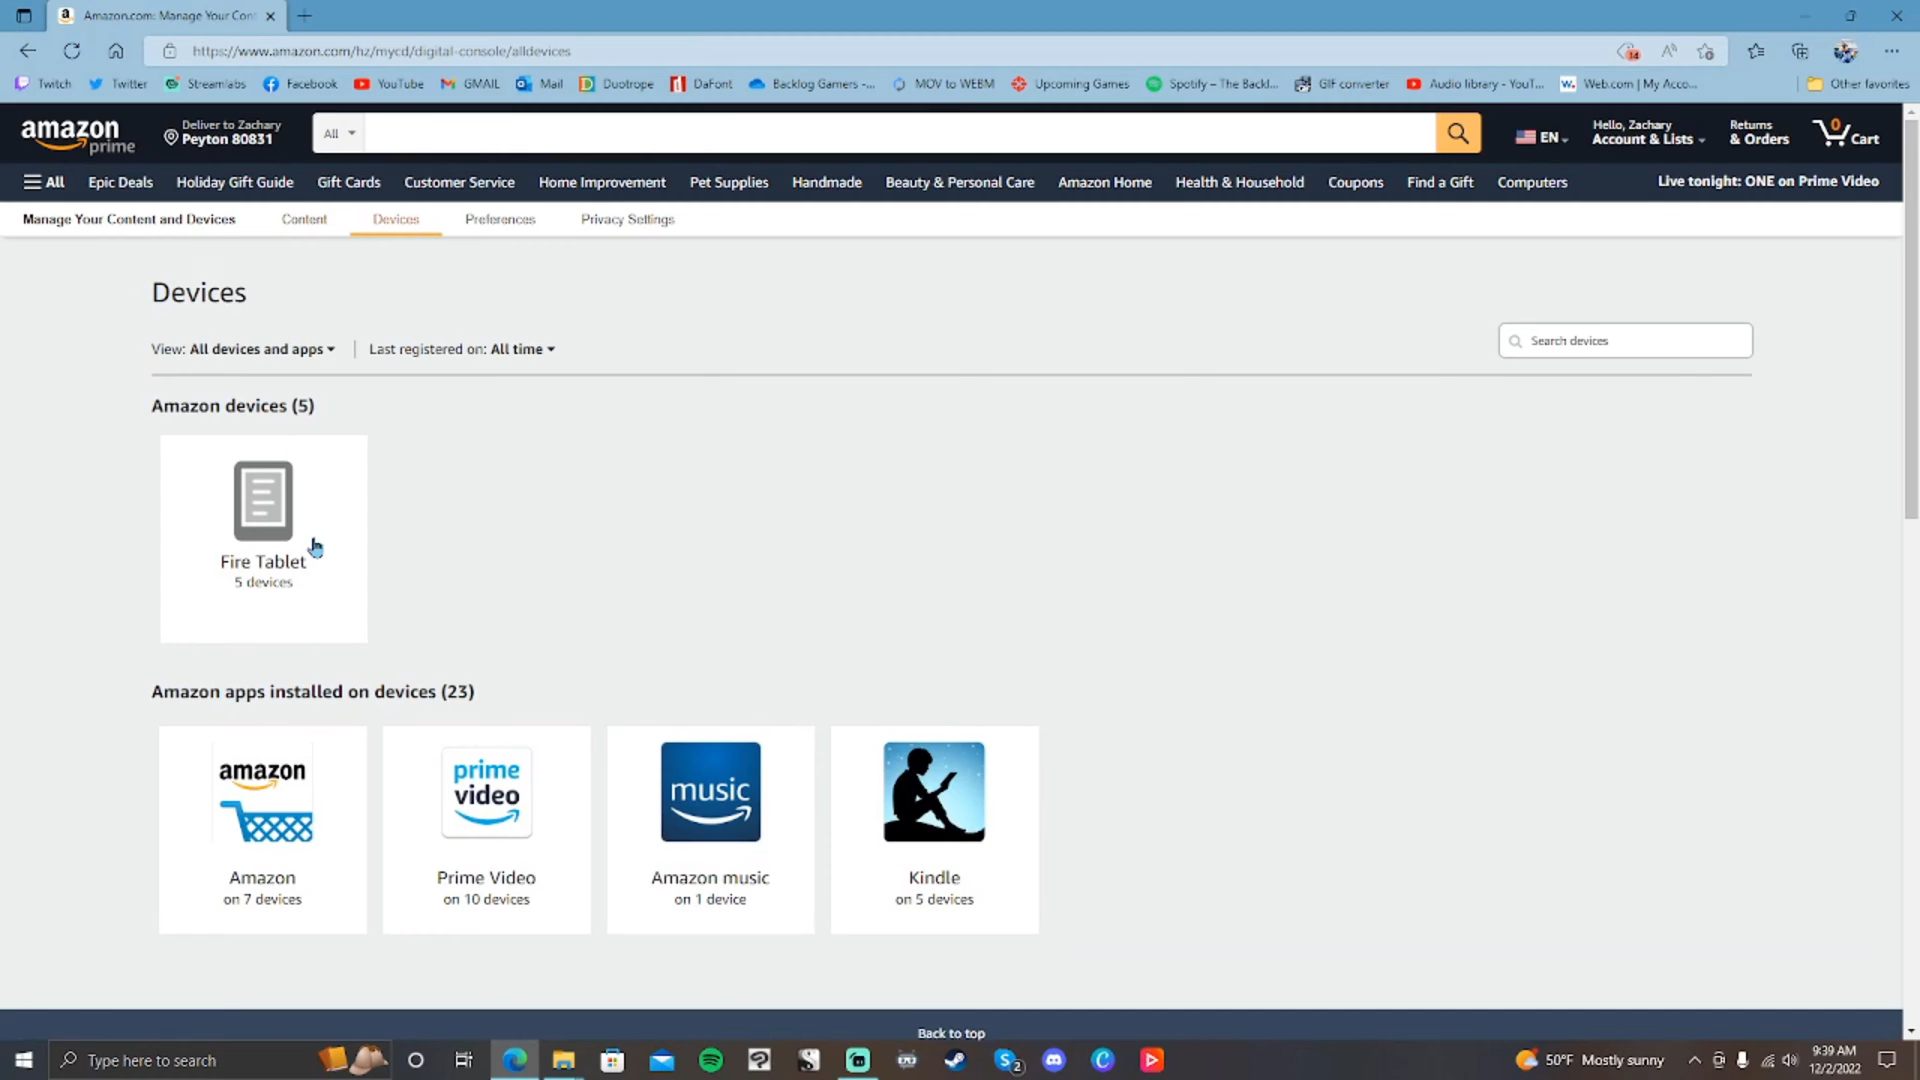 Amazon.com: Manage Your Con
https://www.amazon.com/hz/mycd/digital-console/alldevices
14
Twitch Twitter Streamlabs Facebook YouTube GMAIL Mail Duotrope DaFont Backlog Gamers -... MOV to WEBM Upcoming Games Spotify – The Backl... GIF converter Audio library - YouT... Web.com | My Acco... Other favorites
amazon prime
Deliver to Zachary
Peyton 80831
All
EN
Hello, Zachary
Account & Lists
Returns
& Orders
0
Cart
All Epic Deals Holiday Gift Guide Gift Cards Customer Service Home Improvement Pet Supplies Handmade Beauty & Personal Care Amazon Home Health & Household Coupons Find a Gift Computers Live tonight: ONE on Prime Video
Manage Your Content and Devices Content Devices Preferences Privacy Settings
Devices
View: All devices and apps Last registered on: All time Search devices
Amazon devices (5)
Fire Tablet
5 devices
Amazon apps installed on devices (23)
amazon
prime video
music
Amazon
on 7 devices
Prime Video
on 10 devices
Amazon music
on 1 device
Kindle
on 5 devices
Back to top
Type here to search
2
50°F Mostly sunny
9:39 AM
12/2/2022